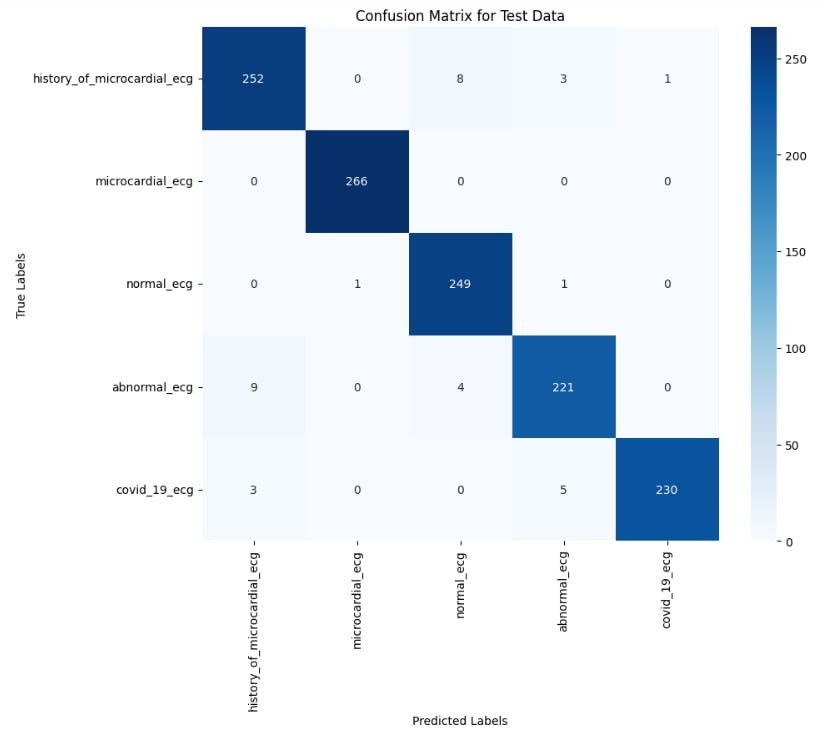 Confusion Matrix for Test Data
history_of_microcardial_ecg 252 0 8 3 1
microcardial_ecg 0 266 0 0 0
normal_ecg 0 1 249 1 0
abnormal_ecg 9 0 4 221 0
covid_19_ecg 3 0 0 5 230
True Labels
history_of_microcardial_ecg
microcardial_ecg
normal_ecg
abnormal_ecg
covid_19_ecg
Predicted Labels
250
200
150
100
50
0